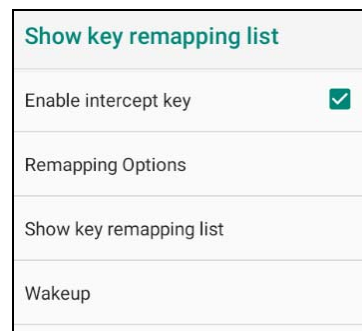 Show key remapping list
Enable intercept key
Remapping Options
Show key remapping list
Wakeup